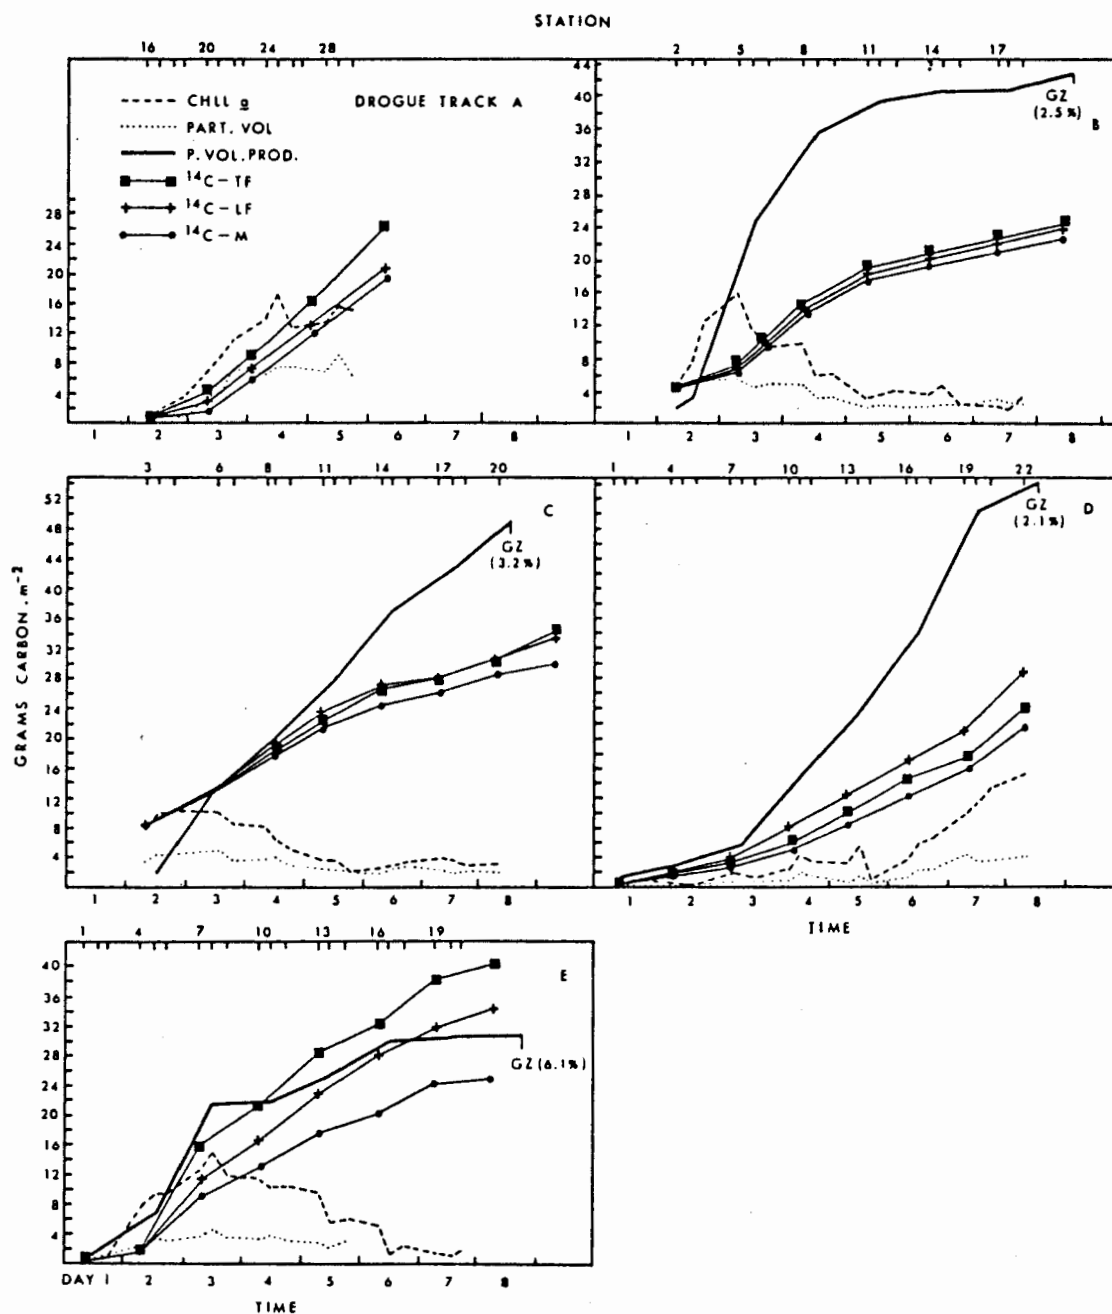 STATION
16 20 24 28
2 5 8 11 14 17
CHLL a
DROGUE TRACK A
PART. VOL
P. VOL. PROD.
14C-TF
14C-LF
14C-M
28
24
20
16
12
8
4
1 2 3 4 5 6 7 8
44
40
36
32
28
24
20
16
12
8
4
GZ
(2.5%)
B
1 2 3 4 5 6 7 8
3 6 8 11 14 17 20
1 4 7 10 13 16 19 22
GRAMS CARBON.m-2
52
48
44
40
36
32
28
24
20
16
12
8
4
C
GZ
(3.2%)
1 2 3 4 5 6 7 8
GZ
(2.1%)
D
1 2 3 4 5 6 7 8
TIME
1 4 7 10 13 16 19
40
36
32
28
24
20
16
12
8
4
E
GZ (6.1%)
DAY 1 2 3 4 5 6 7 8
TIME